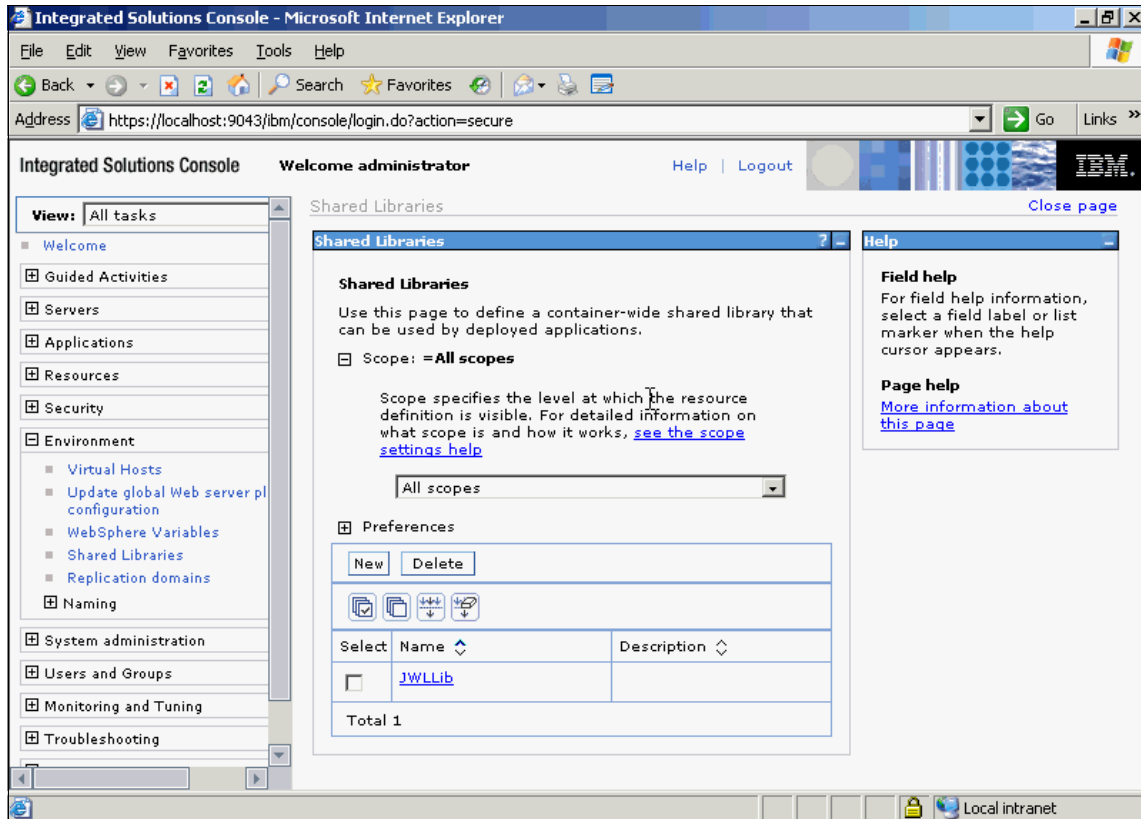 Integrated Solutions Console - Microsoft Internet Explorer
File Edit View Favorites Tools Help
Back Search Favorites
Address https://localhost:9043/ibm/console/login.do?action=secure Go Links »
Integrated Solutions Console Welcome administrator Help | Logout IBM.
View: All tasks
Welcome
Guided Activities
Servers
Applications
Resources
Security
Environment
Virtual Hosts
Update global Web server pl
configuration
WebSphere Variables
Shared Libraries
Replication domains
Naming
System administration
Users and Groups
Monitoring and Tuning
Troubleshooting
Shared Libraries Close page
Shared Libraries ? -
Shared Libraries
Use this page to define a container-wide shared library that
can be used by deployed applications.
Scope: =All scopes
Scope specifies the level at which the resource
definition is visible. For detailed information on
what scope is and how it works, see the scope
settings help
All scopes
Preferences
New Delete
Select Name Description
JWLLib
Total 1
Help -
Field help
For field help information,
select a field label or list
marker when the help
cursor appears.
Page help
More information about
this page
Local intranet